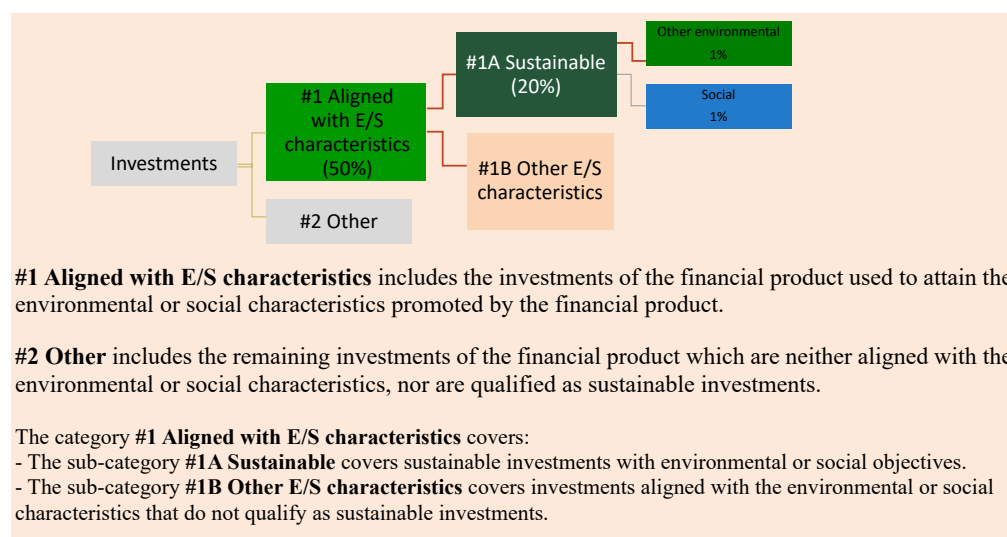 Other environmental
1%
#1A Sustainable
(20%)
Social
1%
#1 Aligned
with E/S
characteristics
(50%)
Investments
#1B Other E/S
characteristics
#2 Other
#1 Aligned with E/S characteristics includes the investments of the financial product used to attain the
environmental or social characteristics promoted by the financial product.
#2 Other includes the remaining investments of the financial product which are neither aligned with the
environmental or social characteristics, nor are qualified as sustainable investments.
The category #1 Aligned with E/S characteristics covers:
- The sub-category #1A Sustainable covers sustainable investments with environmental or social objectives.
- The sub-category #1B Other E/S characteristics covers investments aligned with the environmental or social
characteristics that do not qualify as sustainable investments.